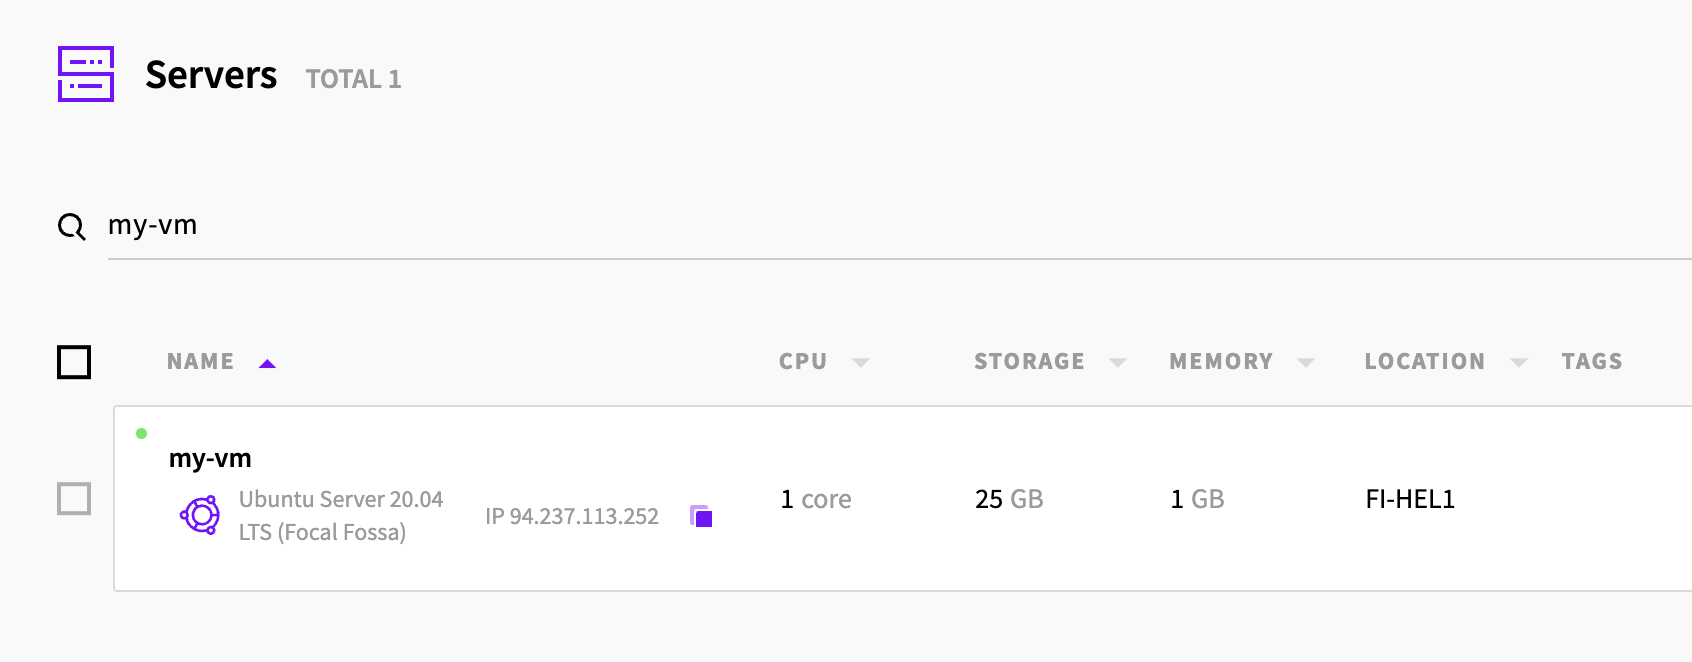 Servers TOTAL 1
my-vm
NAME CPU STORAGE MEMORY LOCATION TAGS
my-vm
Ubuntu Server 20.04
LTS (Focal Fossa)
IP 94.237.113.252
1 core
25 GB
1 GB
FI-HEL1